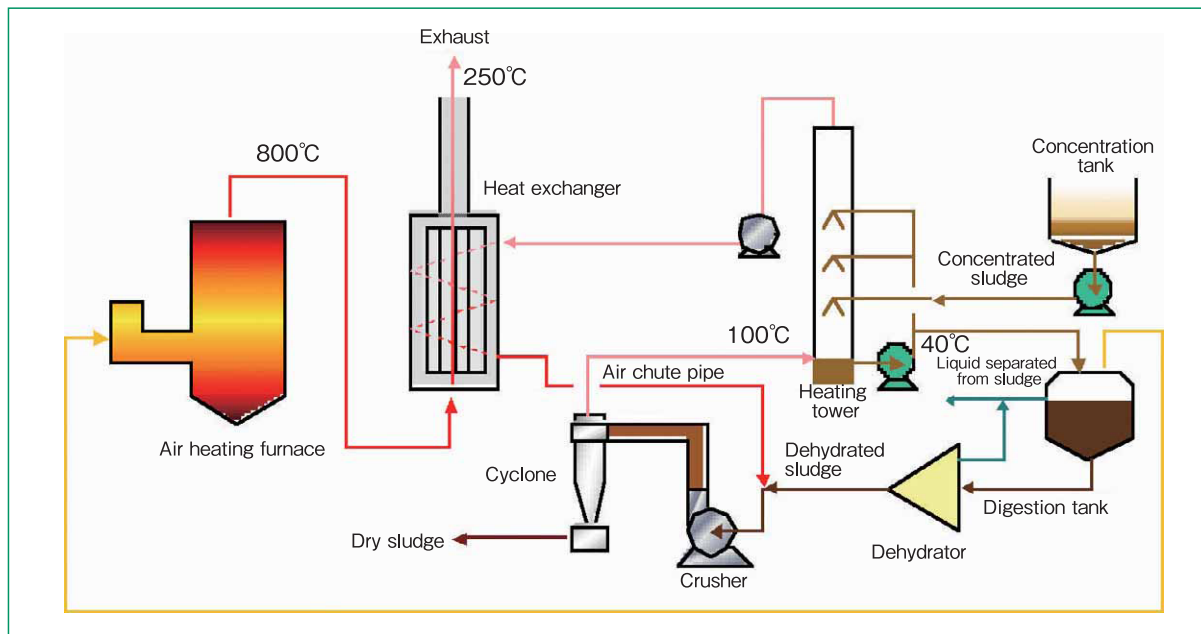 Exhaust
250℃
800℃
Heat exchanger
Concentration
tank
Concentrated
sludge
100℃
40℃
Liquid separated
from sludge
Air chute pipe
Heating
tower
Air heating furnace
Cyclone
Dehydrated
sludge
Digestion tank
Dry sludge
Dehydrator
Crusher